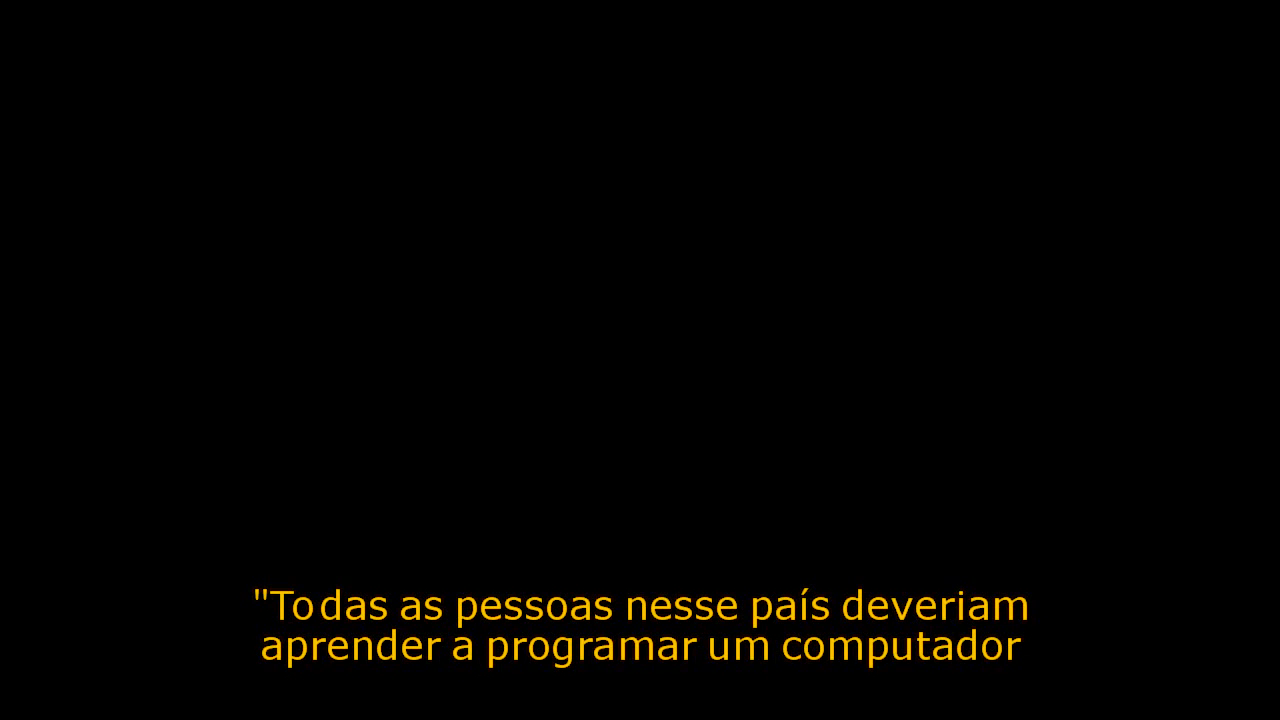 "Todas as pessoas nesse país deveriam
aprender a programar um computador